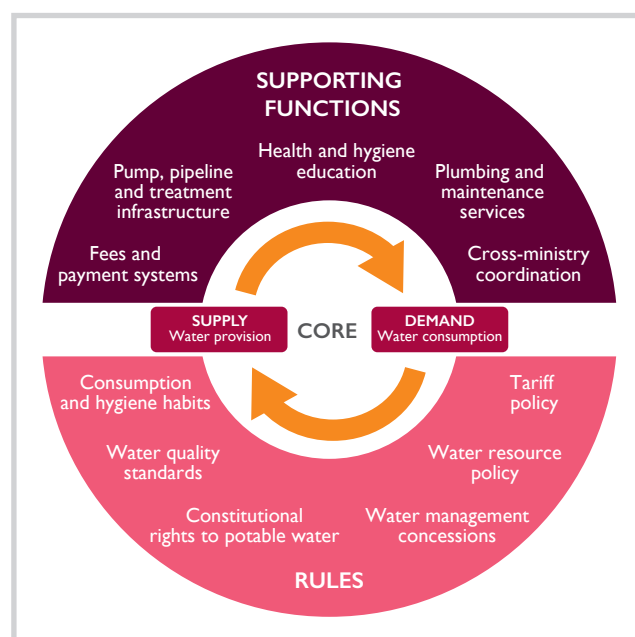 SUPPORTING
FUNCTIONS
Health and hygiene
education
Pump, pipeline
and treatment
infrastructure
Plumbing and
maintenance
services
Fees and
payment systems
Cross-ministry
coordination
SUPPLY
Water provision
CORE
DEMAND
Water consumption
Consumption
and hygiene habits
Tariff
policy
Water quality
standards
Water resource
policy
Constitutional
rights to potable water
Water management
concessions
RULES